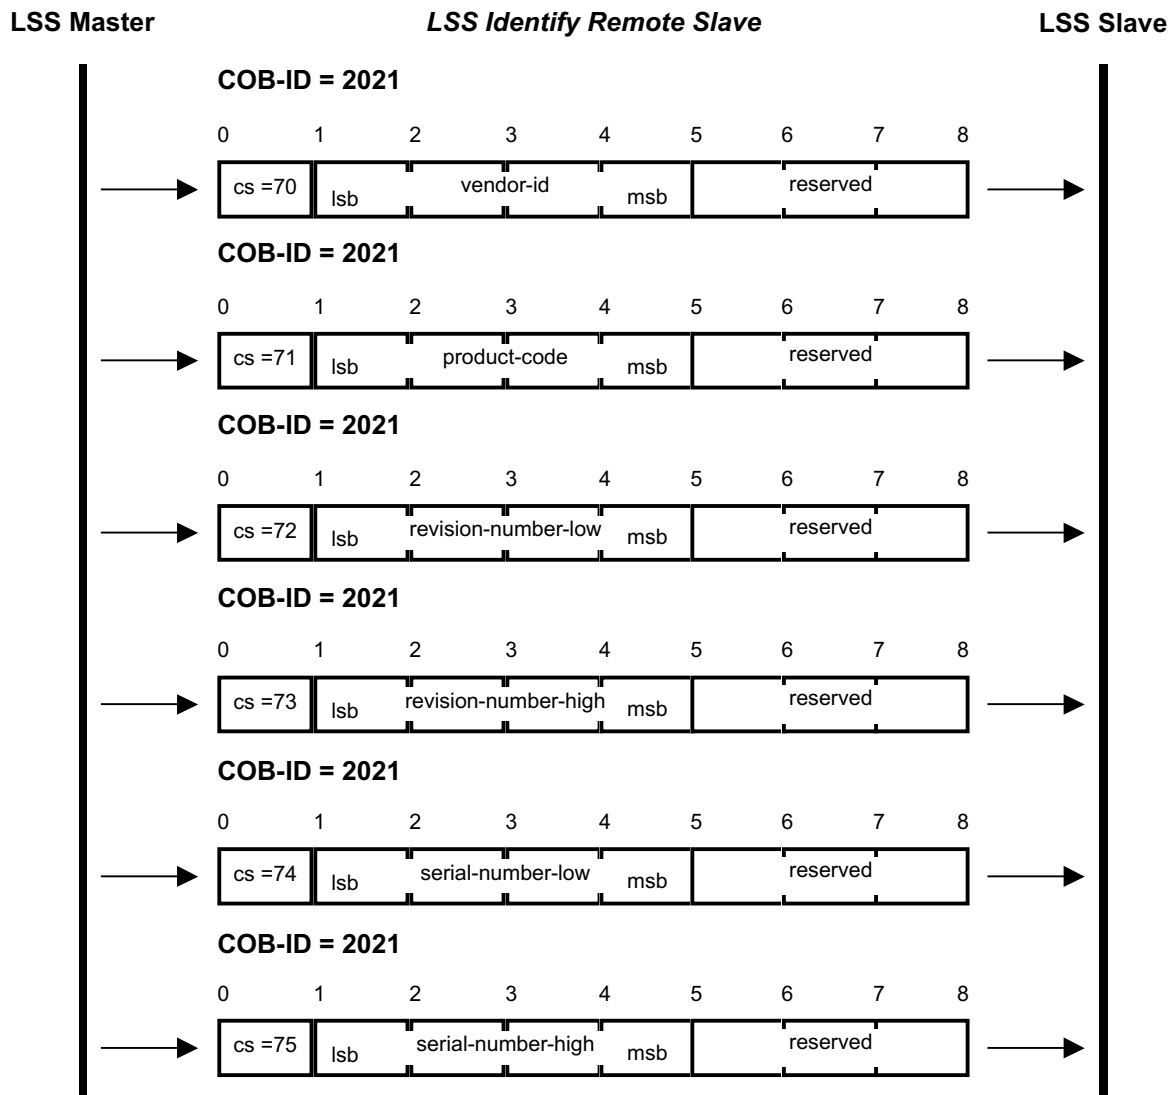 LSS Master LSS Identify Remote Slave LSS Slave
COB-ID = 2021
0 1 2 3 4 5 6 7 8
cs =70 lsb vendor-id msb reserved
COB-ID = 2021
0 1 2 3 4 5 6 7 8
cs =71 lsb product-code msb reserved
COB-ID = 2021
0 1 2 3 4 5 6 7 8
cs =72 lsb revision-number-low msb reserved
COB-ID = 2021
0 1 2 3 4 5 6 7 8
cs =73 lsb revision-number-high msb reserved
COB-ID = 2021
0 1 2 3 4 5 6 7 8
cs =74 lsb serial-number-low msb reserved
COB-ID = 2021
0 1 2 3 4 5 6 7 8
cs =75 lsb serial-number-high msb reserved